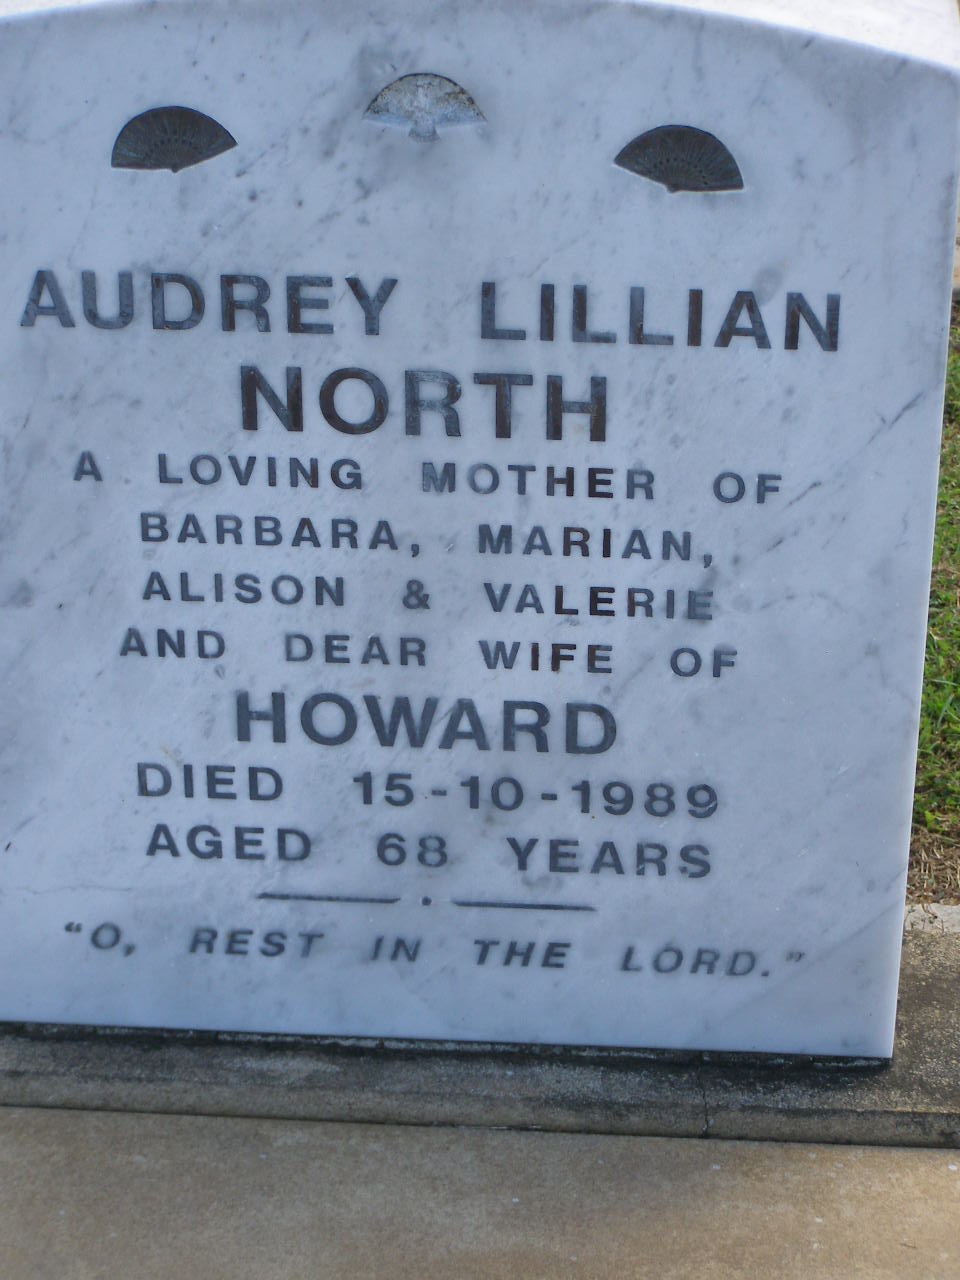 AUDREY LILLIAN
NORTH
A LOVING MOTHER OF
BARBARA, MARIAN,
ALISON & VALERIE
AND DEAR WIFE OF
HOWARD
DIED 15-10-1989
AGED 68 YEARS
"O, REST IN THE LORD."